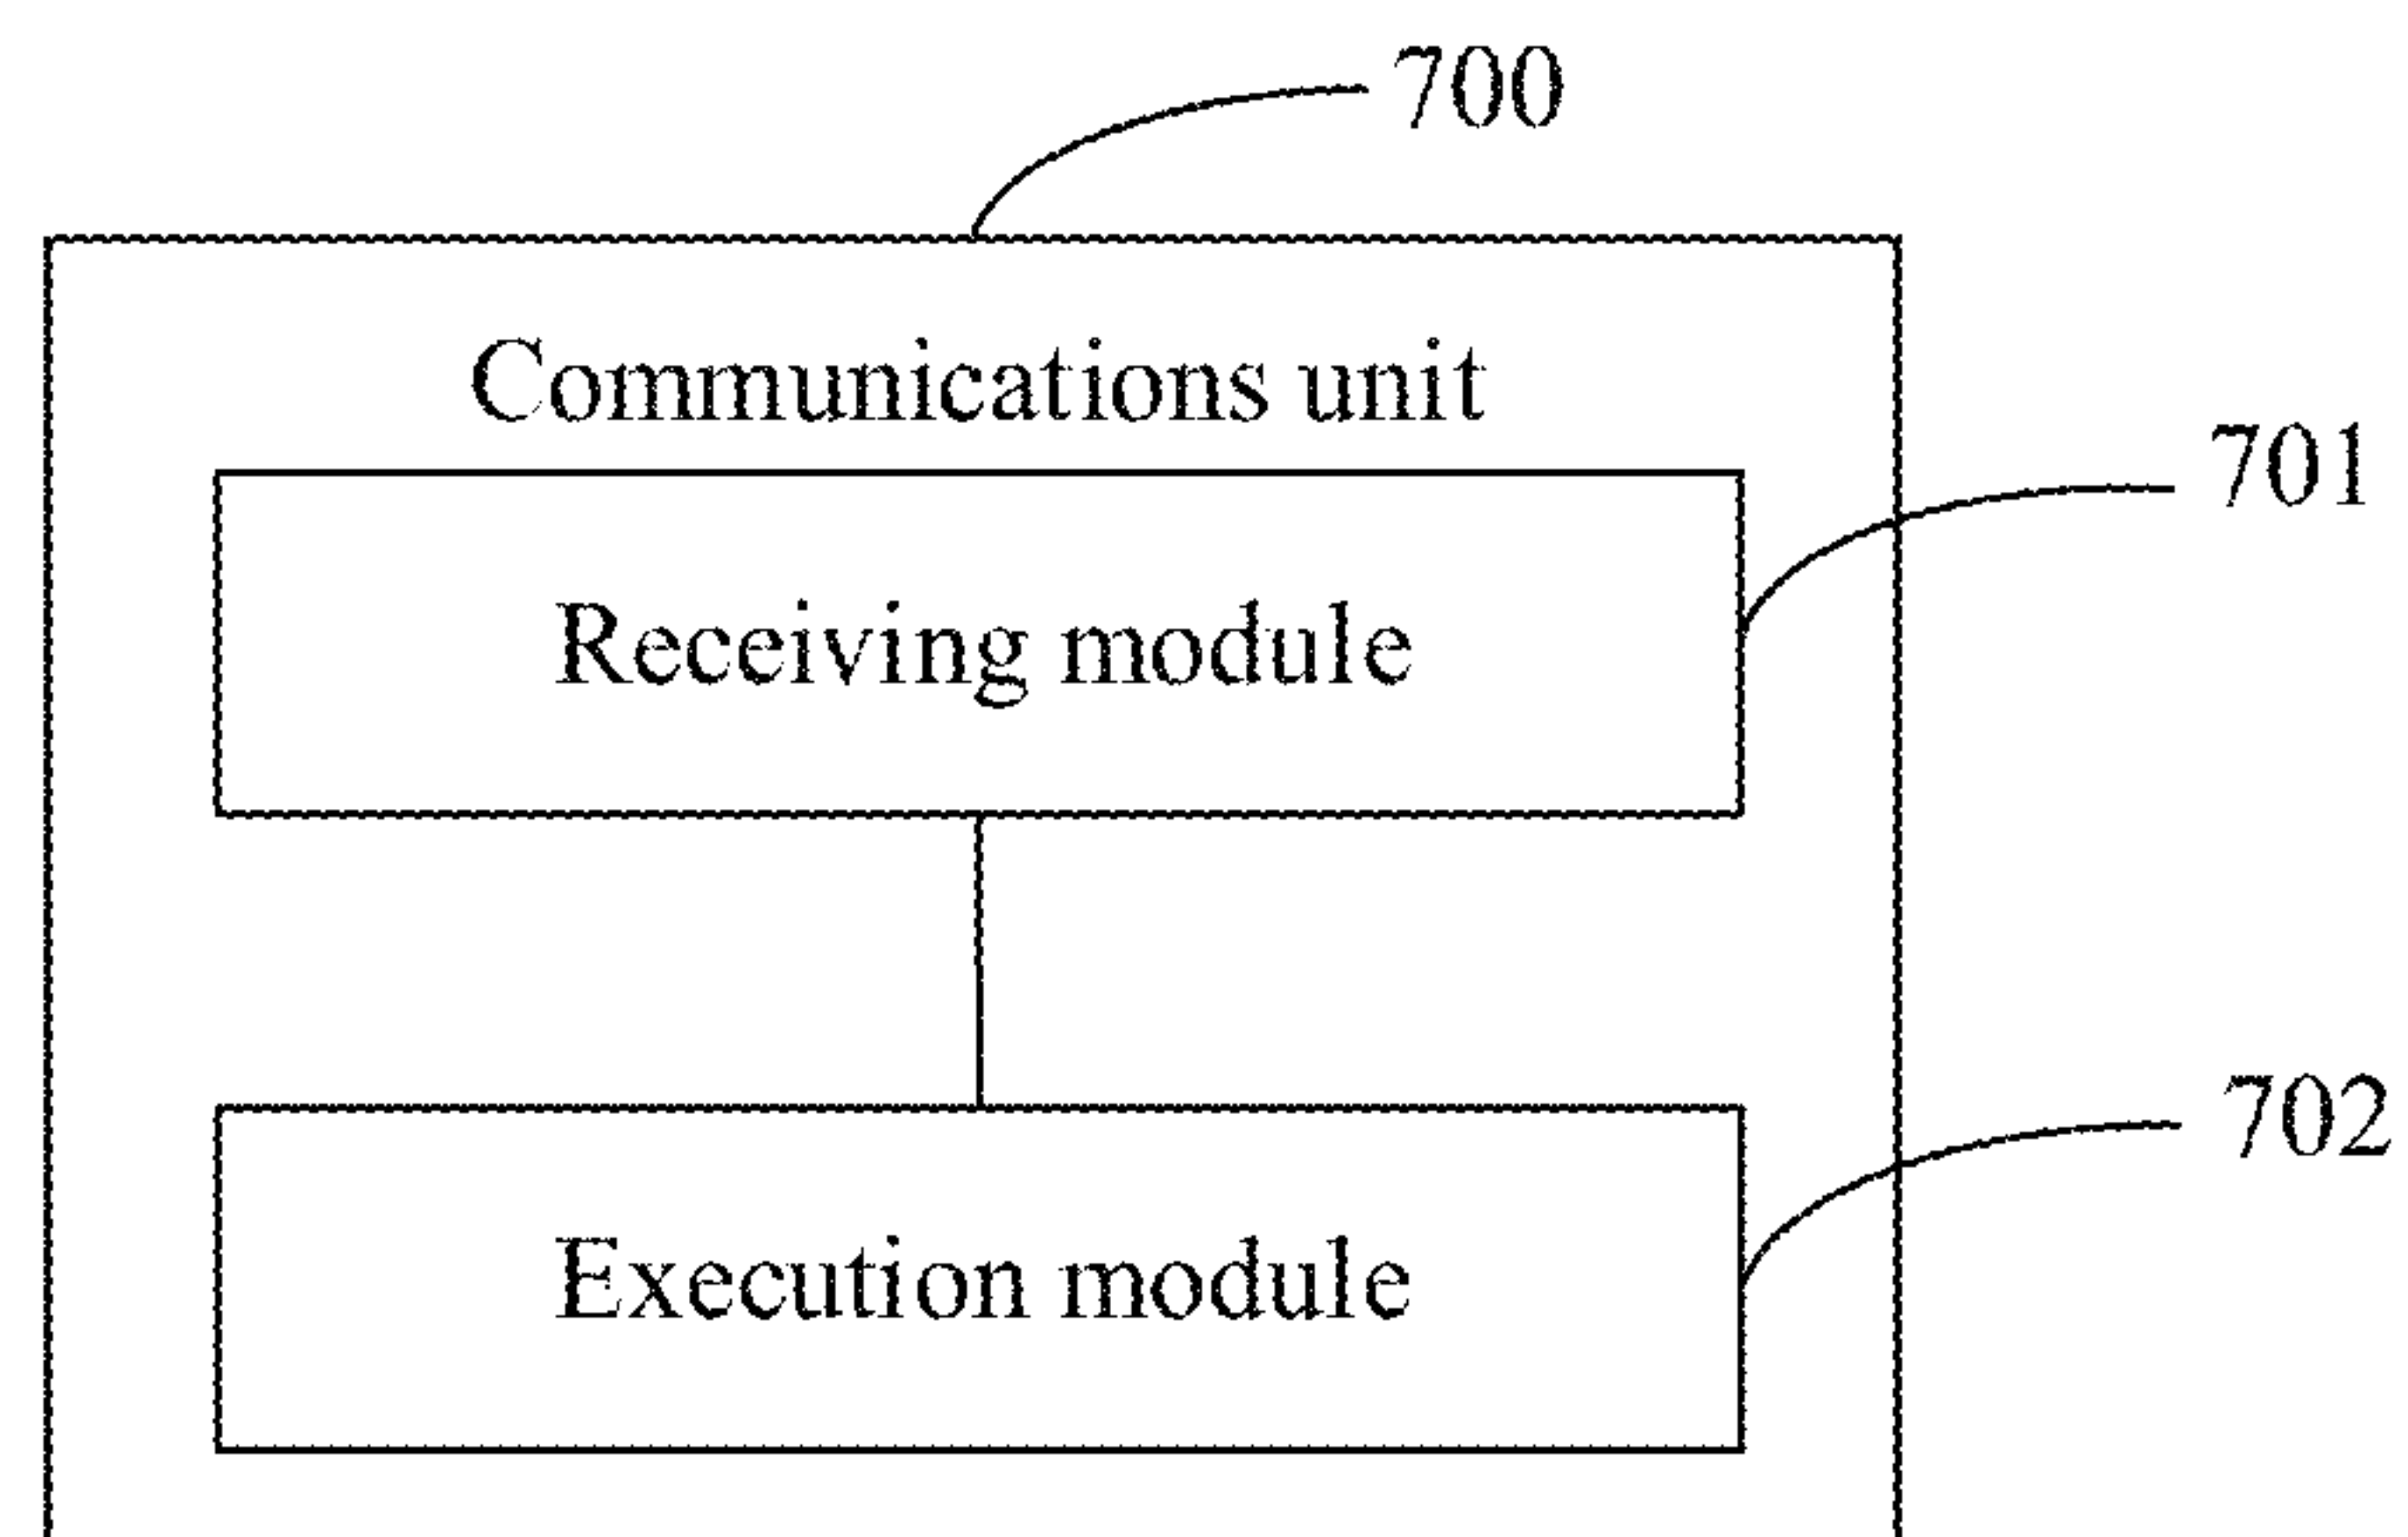 700
Communications unit
701
Receiving module
702
Execution module